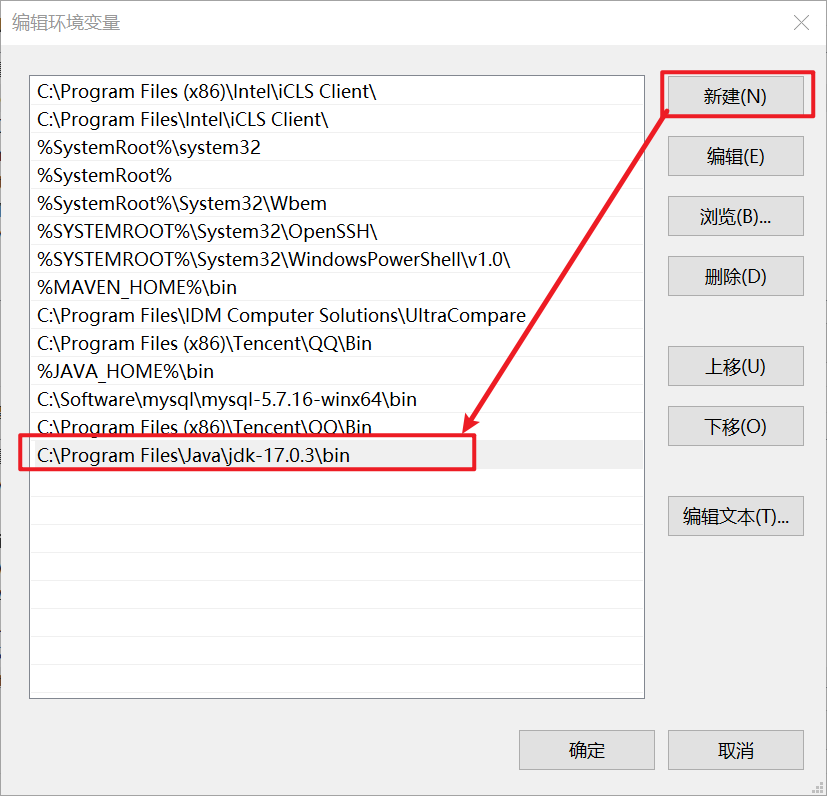 编辑环境变量
C:\Program Files (x86)\Intel\iCLS Client\
C:\Program Files\Intel\iCLS Client\
%SystemRoot%\system32
%SystemRoot%
%SystemRoot%\System32\Wbem
%SYSTEMROOT%\System32\OpenSSH\
%SYSTEMROOT%\System32\WindowsPowerShell\v1.0\
%MAVEN_HOME%\bin
C:\Program Files\IDM Computer Solutions\UltraCompare
C:\Program Files (x86)\Tencent\QQ\Bin
%JAVA_HOME%\bin
C:\Software\mysql\mysql-5.7.16-winx64\bin
C:\Program Files (x86)\Tencent\QQ\Bin
C:\Program Files\Java\jdk-17.0.3\bin
新建(N)
编辑(E)
浏览(B)...
删除(D)
上移(U)
下移(O)
编辑文本(T)...
确定
取消